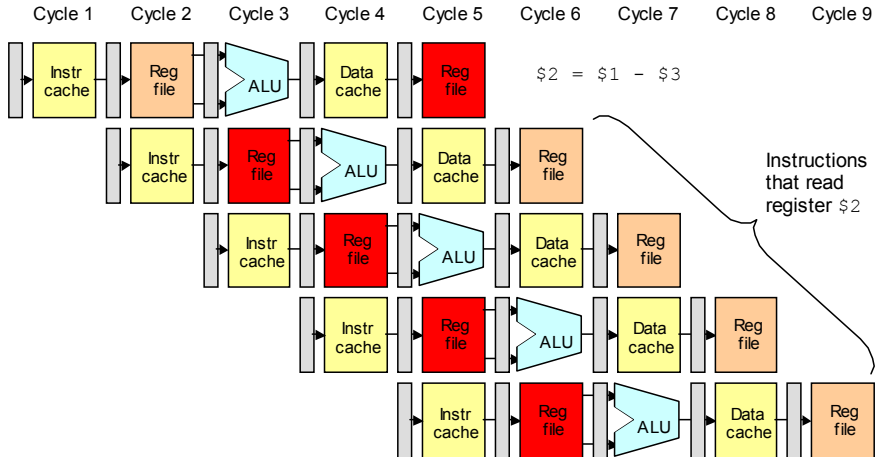 Cycle 1 Cycle 2 Cycle 3 Cycle 4 Cycle 5 Cycle 6 Cycle 7 Cycle 8 Cycle 9
Instr
cache
Reg
file
ALU
Data
cache
Reg
file
$2 = $1 - $3
Instr
cache
Reg
file
ALU
Data
cache
Reg
file
Instructions
that read
register $2
Instr
cache
Reg
file
ALU
Data
cache
Reg
file
Instr
cache
Reg
file
ALU
Data
cache
Reg
file
Instr
cache
Reg
file
ALU
Data
cache
Reg
file